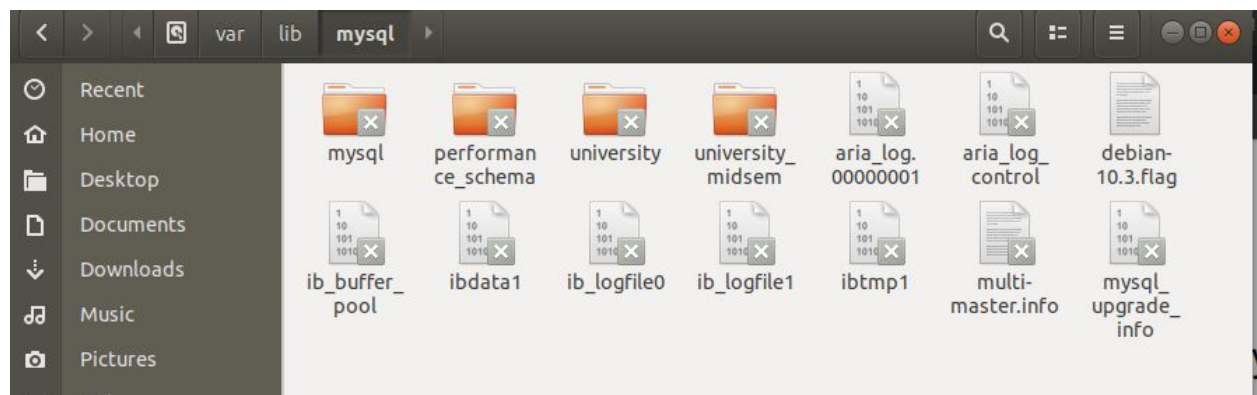 var lib mysql
Recent
Home
Desktop
Documents
Downloads
Music
Pictures
mysql
performan
ce_schema
university
university_
midsem
aria_log.
00000001
aria_log_
control
debian-
10.3.flag
ib_buffer_
pool
ibdata1
ib_logfile0
ib_logfile1
ibtmp1
multi-
master.info
mysql_
upgrade_
info